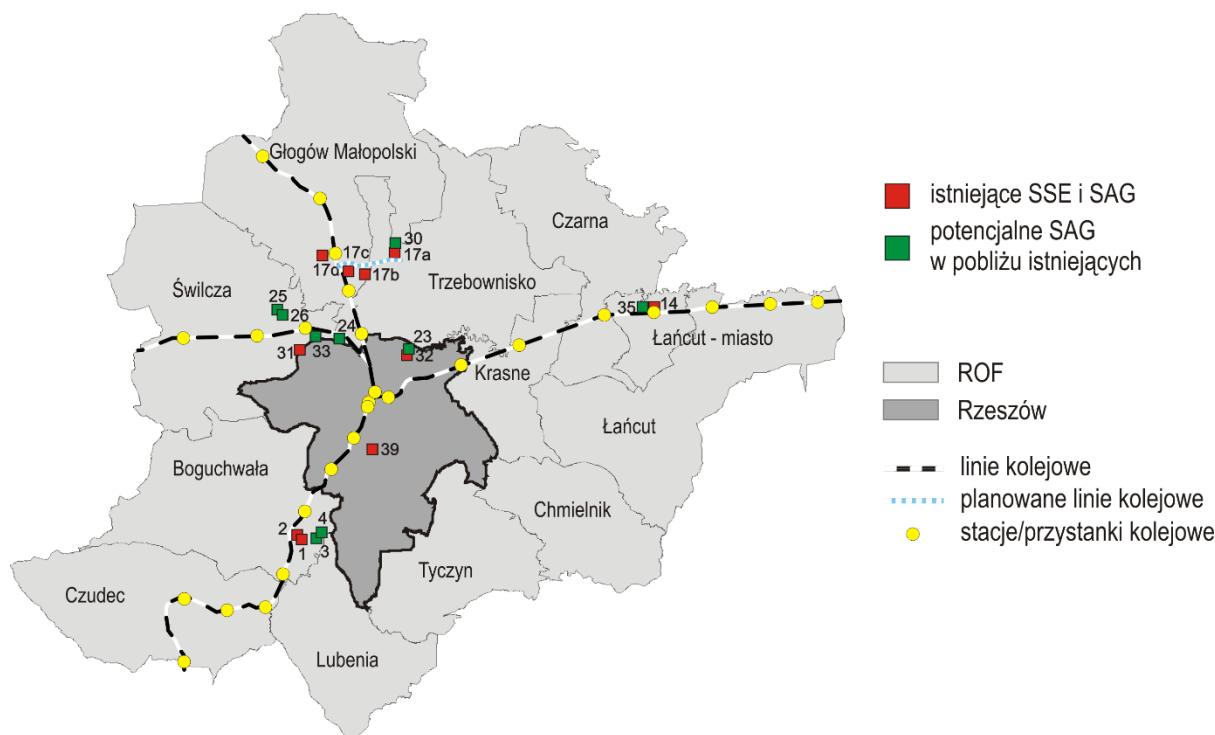 Głogów Małopolski
Czarna
30
17c
17a
17d
17b
Trzebownisko
Świlcza
25
26
24
35
14
23
Łańcut - miasto
31
33
32
Krasne
Łańcut
39
Boguchwała
Chmielnik
4
2
1
3
Tyczyn
Czudec
Lubenia
istniejące SSE i SAG
potencjalne SAG
w pobliżu istniejących
ROF
Rzeszów
linie kolejowe
planowane linie kolejowe
stacje/przystanki kolejowe